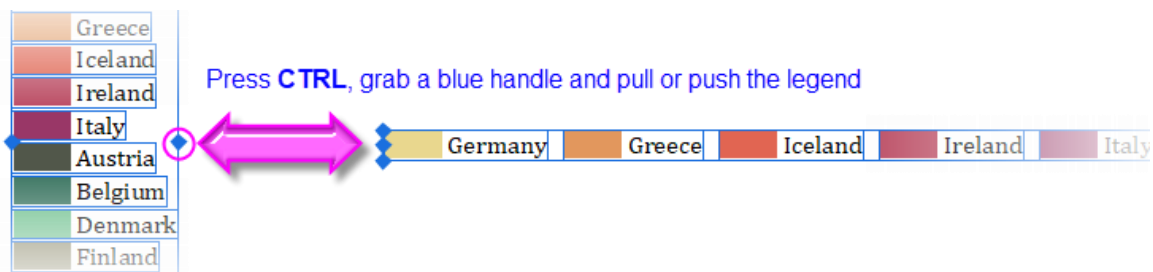 Greece
Iceland
Ireland
Italy
Austria
Belgium
Denmark
Finland
Press CTRL, grab a blue handle and pull or push the legend
Germany Greece Iceland Ireland Italy